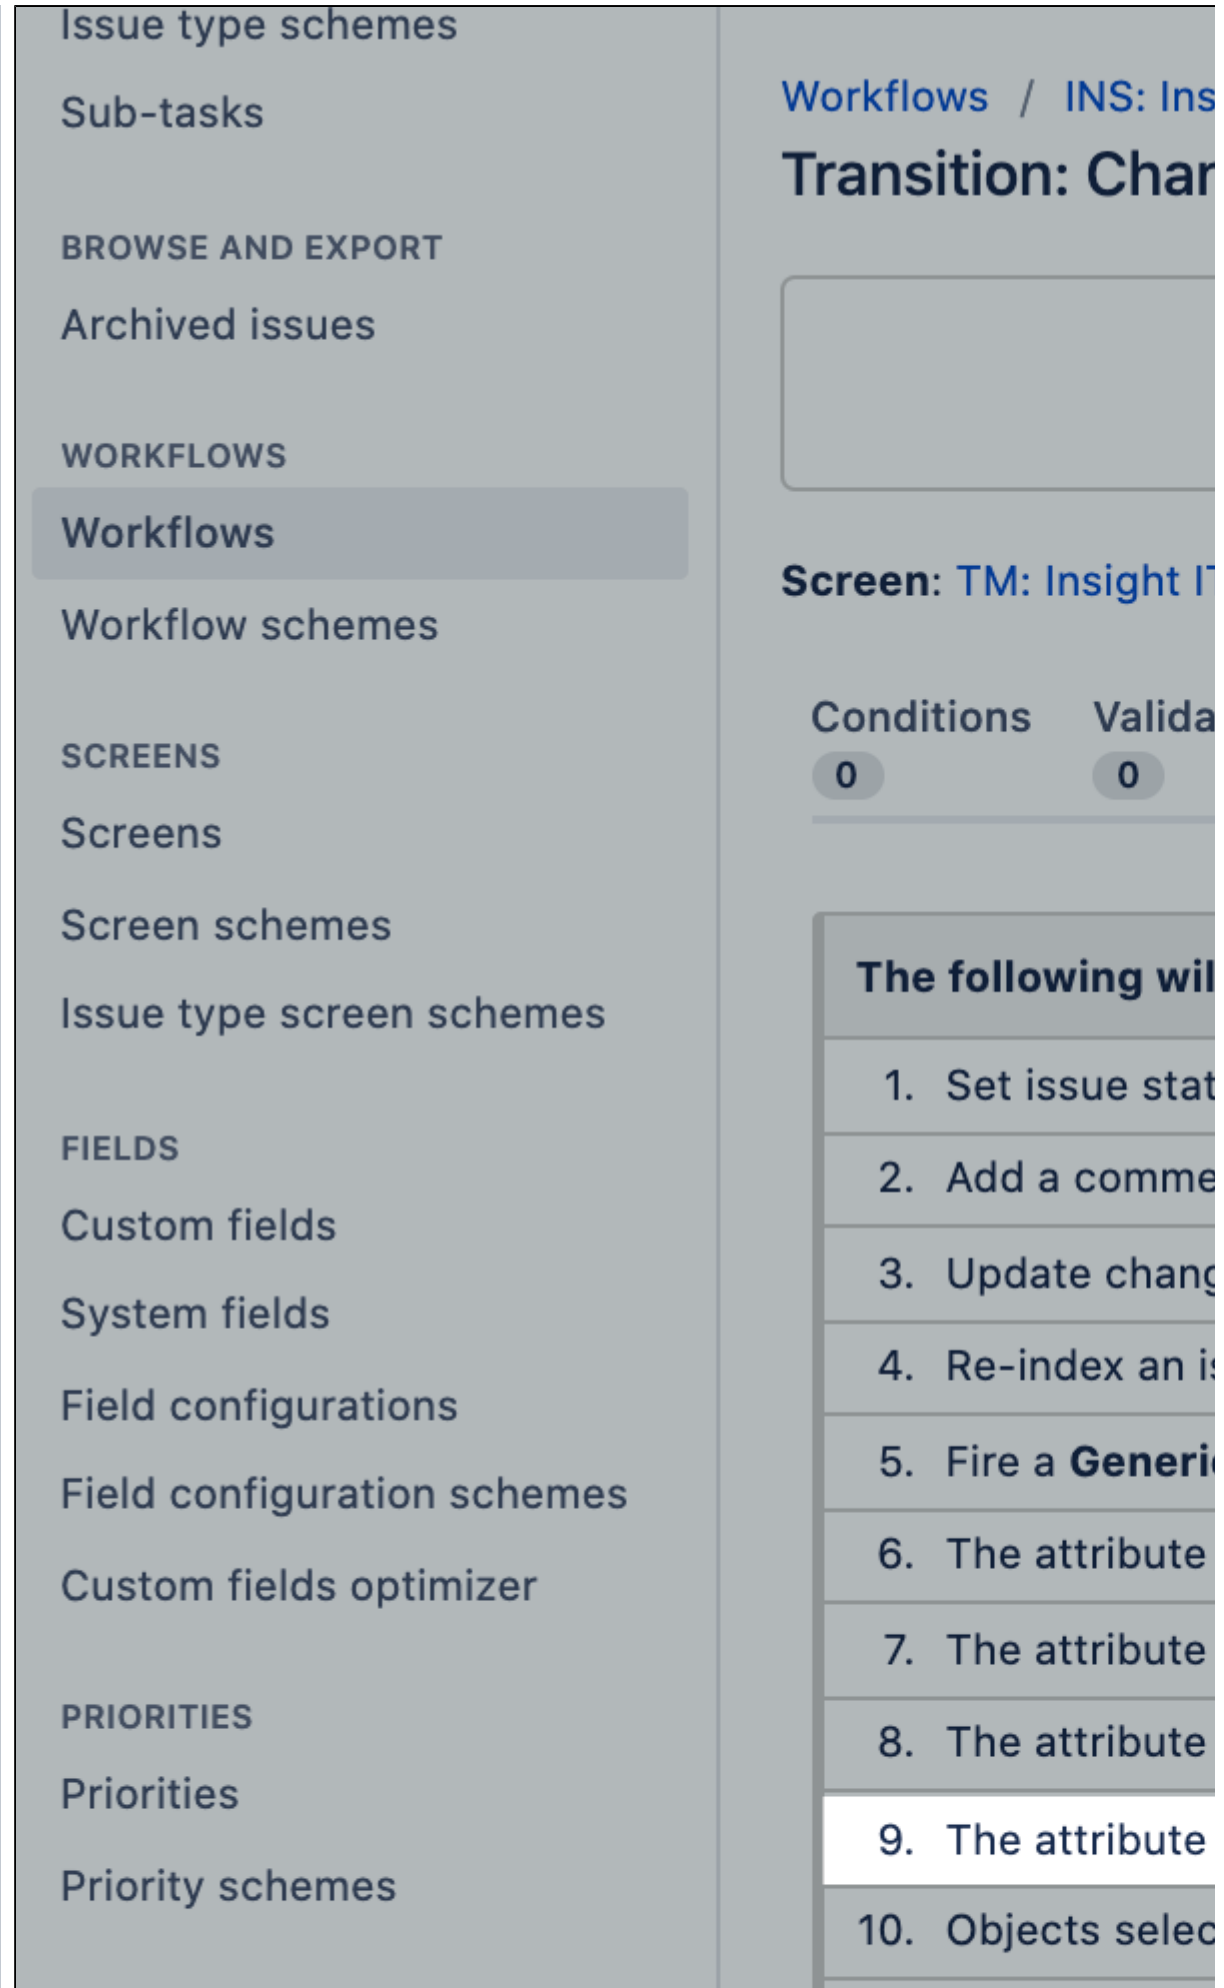 Issue type schemes
Sub-tasks
BROWSE AND EXPORT
Archived issues
WORKFLOWS
Workflows
Workflow schemes
SCREENS
Screens
Screen schemes
Issue type screen schemes
FIELDS
Custom fields
System fields
Field configurations
Field configuration schemes
Custom fields optimizer
PRIORITIES
Priorities
Priority schemes
Workflows / INS: Ins
Transition: Char
Screen: TM: Insight IT
Conditions Valida
0 0
The following wil
1. Set issue stat
2. Add a comme
3. Update chang
4. Re-index an is
5. Fire a Generic
6. The attribute
7. The attribute
8. The attribute
9. The attribute
10. Objects selec